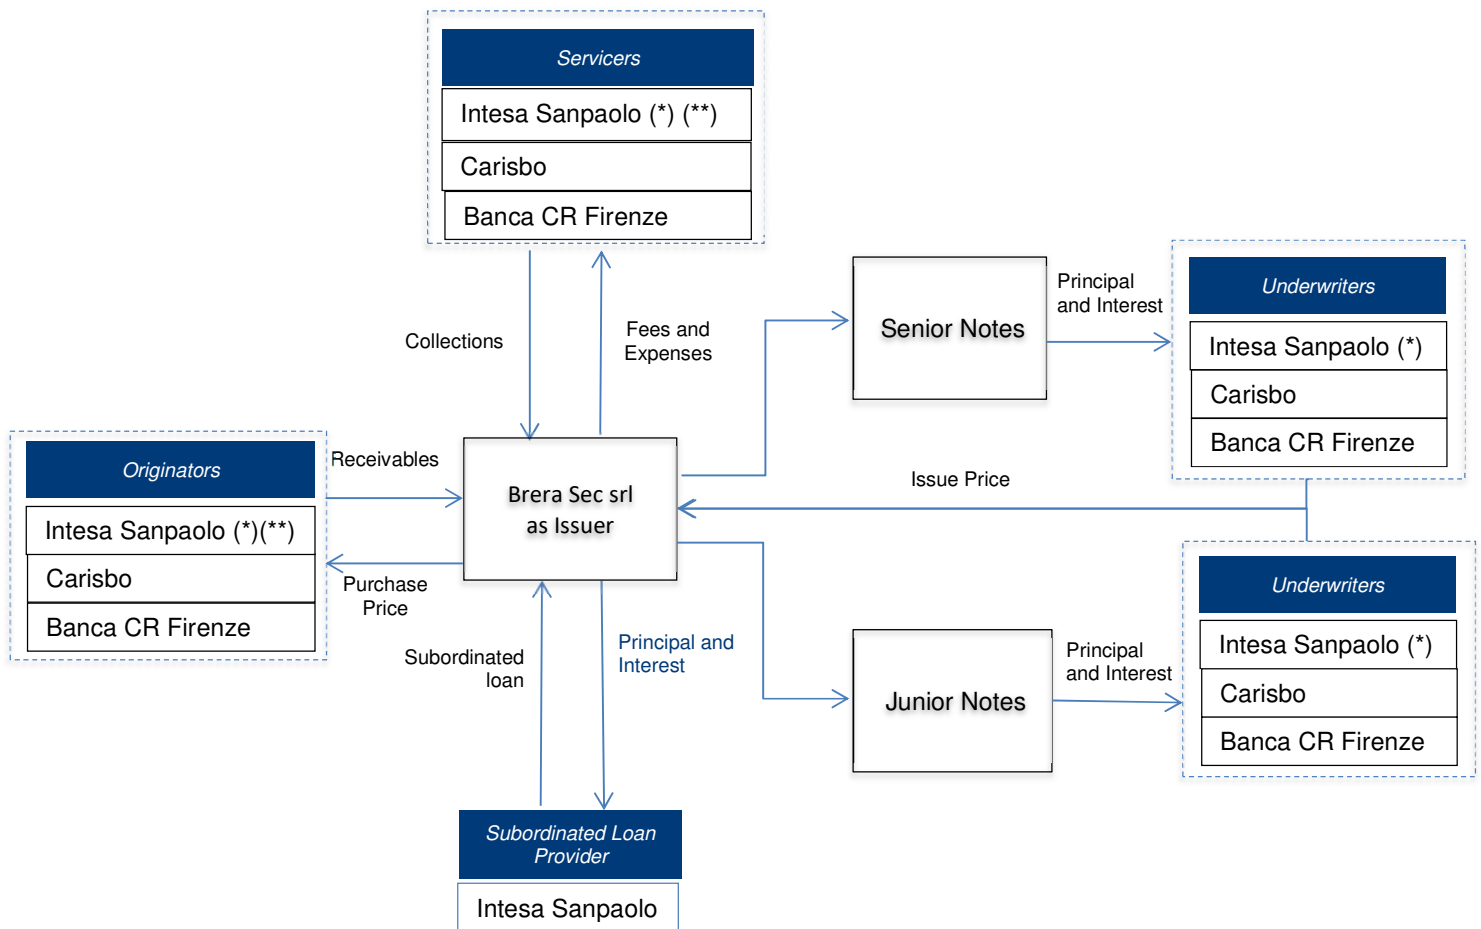 Servicers
Intesa Sanpaolo (*) (**)
Carisbo
Banca CR Firenze
Collections
Fees and
Expenses
Senior Notes
Principal
and Interest
Underwriters
Intesa Sanpaolo (*)
Carisbo
Banca CR Firenze
Originators
Intesa Sanpaolo (*)(**)
Carisbo
Banca CR Firenze
Receivables
Purchase
Price
Brera Sec srl
as Issuer
Issue Price
Subordinated
loan
Principal and
Interest
Junior Notes
Principal
and Interest
Underwriters
Intesa Sanpaolo (*)
Carisbo
Banca CR Firenze
Subordinated Loan
Provider
Intesa Sanpaolo